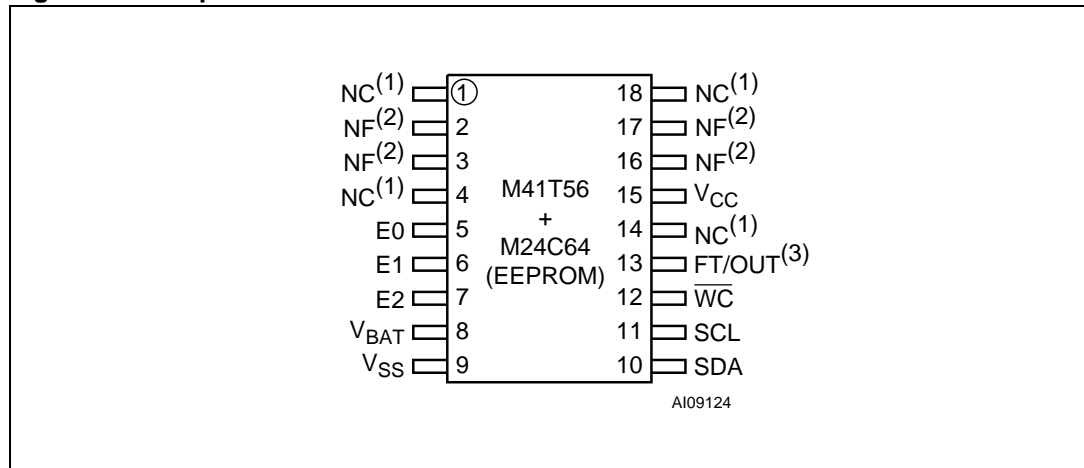 NC(1) 1 18 NC(1)
NF(2) 2 17 NF(2)
NF(2) 3 16 NF(2)
NC(1) 4 M41T56 15 VCC
+
E0 5 14 NC(1)
M24C64
E1 6 (EEPROM) 13 FT/OUT(3)
E2 7 12 W̅C̅
VBAT 8 11 SCL
VSS 9 10 SDA
AI09124